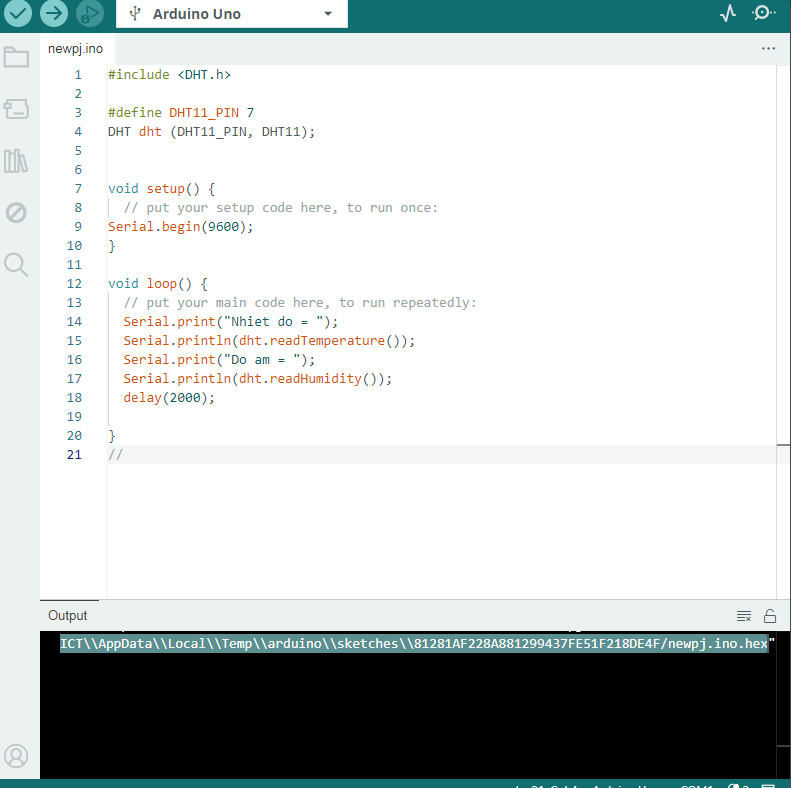 Arduino Uno
newpj.ino
1 #include <DHT.h>
2
3 #define DHT11_PIN 7
4 DHT dht (DHT11_PIN, DHT11);
5
6
7 void setup() {
8 // put your setup code here, to run once:
9 Serial.begin(9600);
10 }
11
12 void loop() {
13 // put your main code here, to run repeatedly:
14 Serial.print("Nhiet do = ");
15 Serial.println(dht.readTemperature());
16 Serial.print("Do am = ");
17 Serial.println(dht.readHumidity());
18 delay(2000);
19
20 }
21 //
Output
ICT\\AppData\\Local\\Temp\\arduino\\sketches\\81281AF228A881299437FE51F218DE4F/newpj.ino.hex"